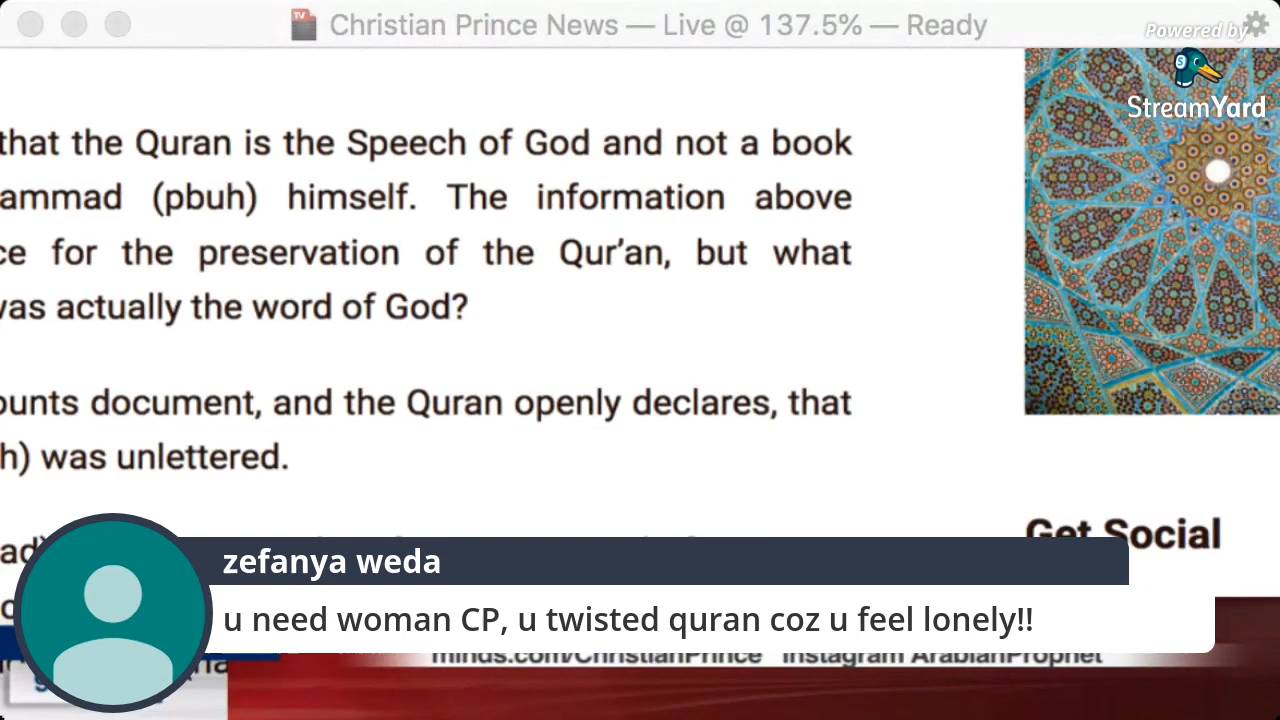 TV
Christian Prince News — Live @ 137.5% — Ready
Powered by
StreamYard
that the Quran is the Speech of God and not a book
ammad (pbuh) himself. The information above
ce for the preservation of the Qur’an, but what
was actually the word of God?
ounts document, and the Quran openly declares, that
h) was unlettered.
Get Social
zefanya weda
u need woman CP, u twisted quran coz u feel lonely!!
minds.com/ChristianPrince Instagram ArabianProphet